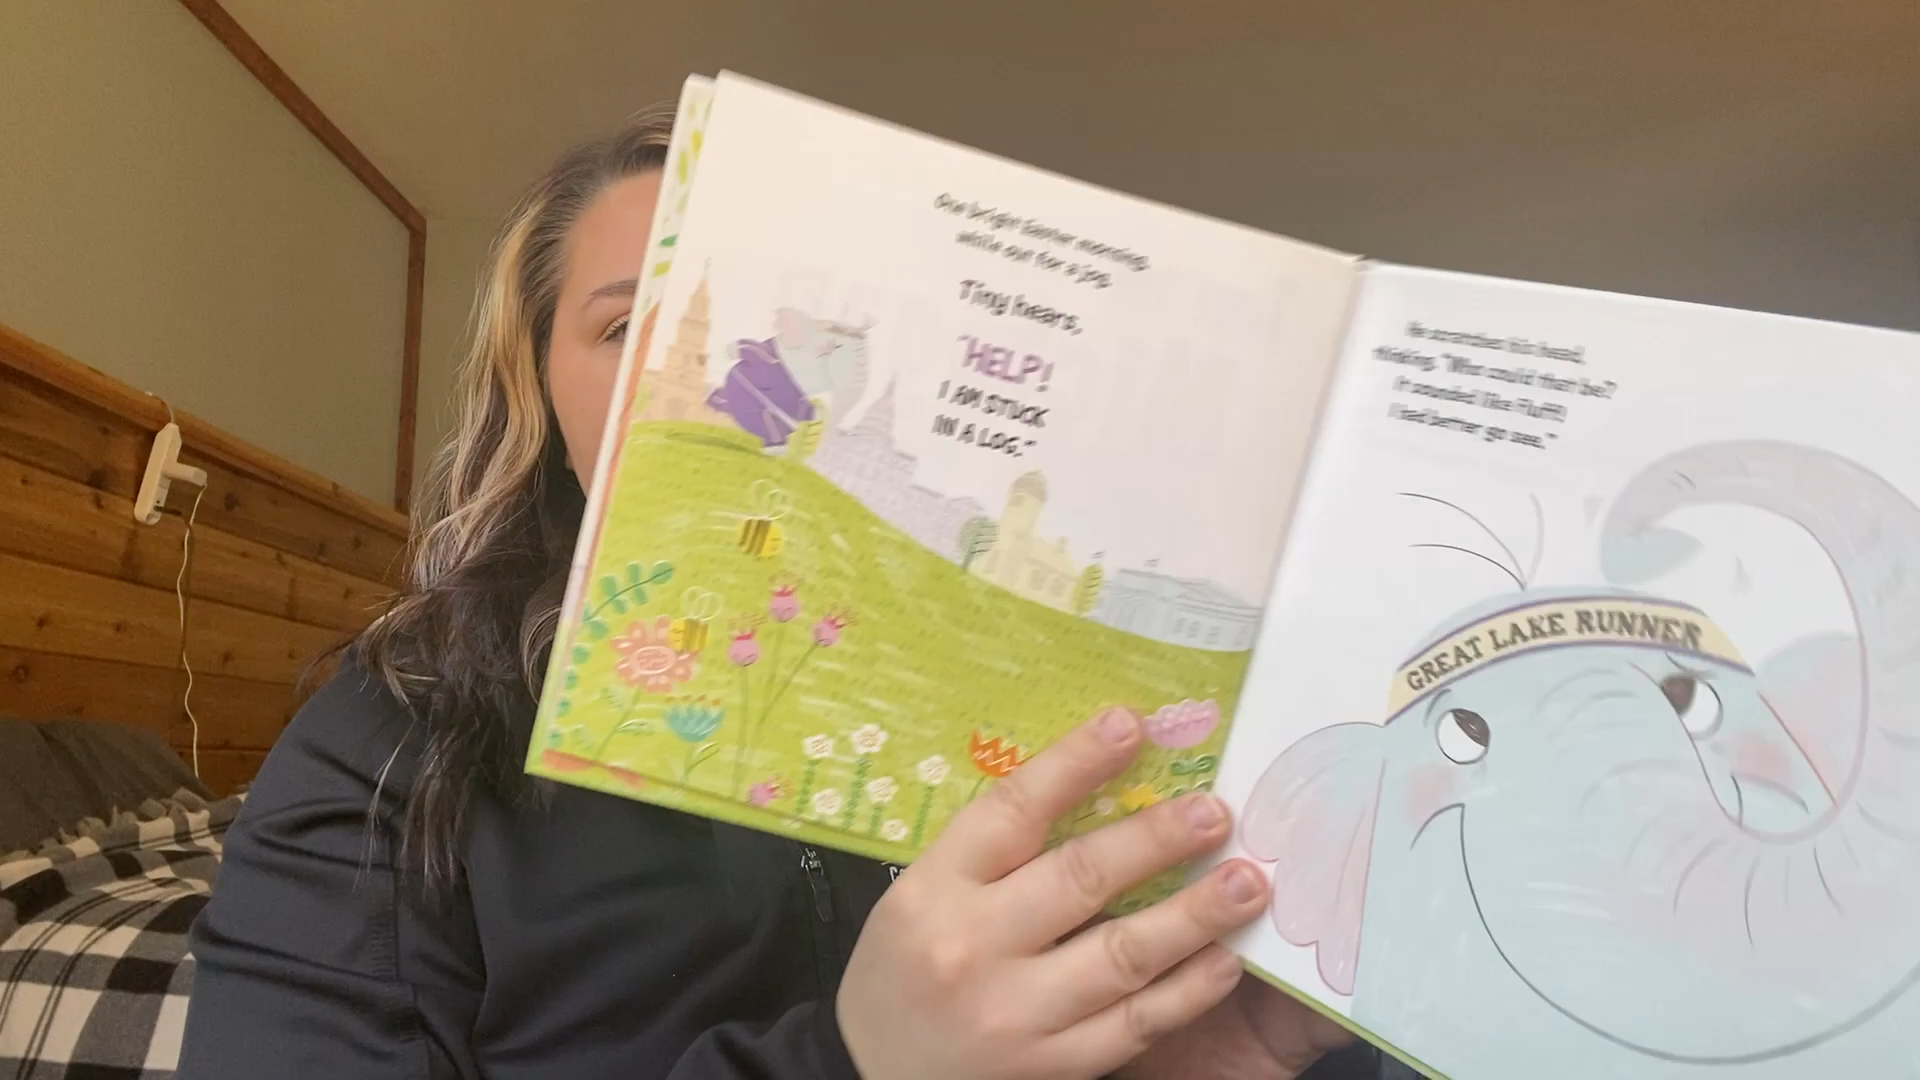 One bright Easter morning,
while out for a jog,
Tiny hears,
"HELP!
I AM STUCK
IN A LOG."
He scratches his head,
thinking, "Who could that be?
It sounded like Fluff!
I had better go see."
GREAT LAKE RUNNER